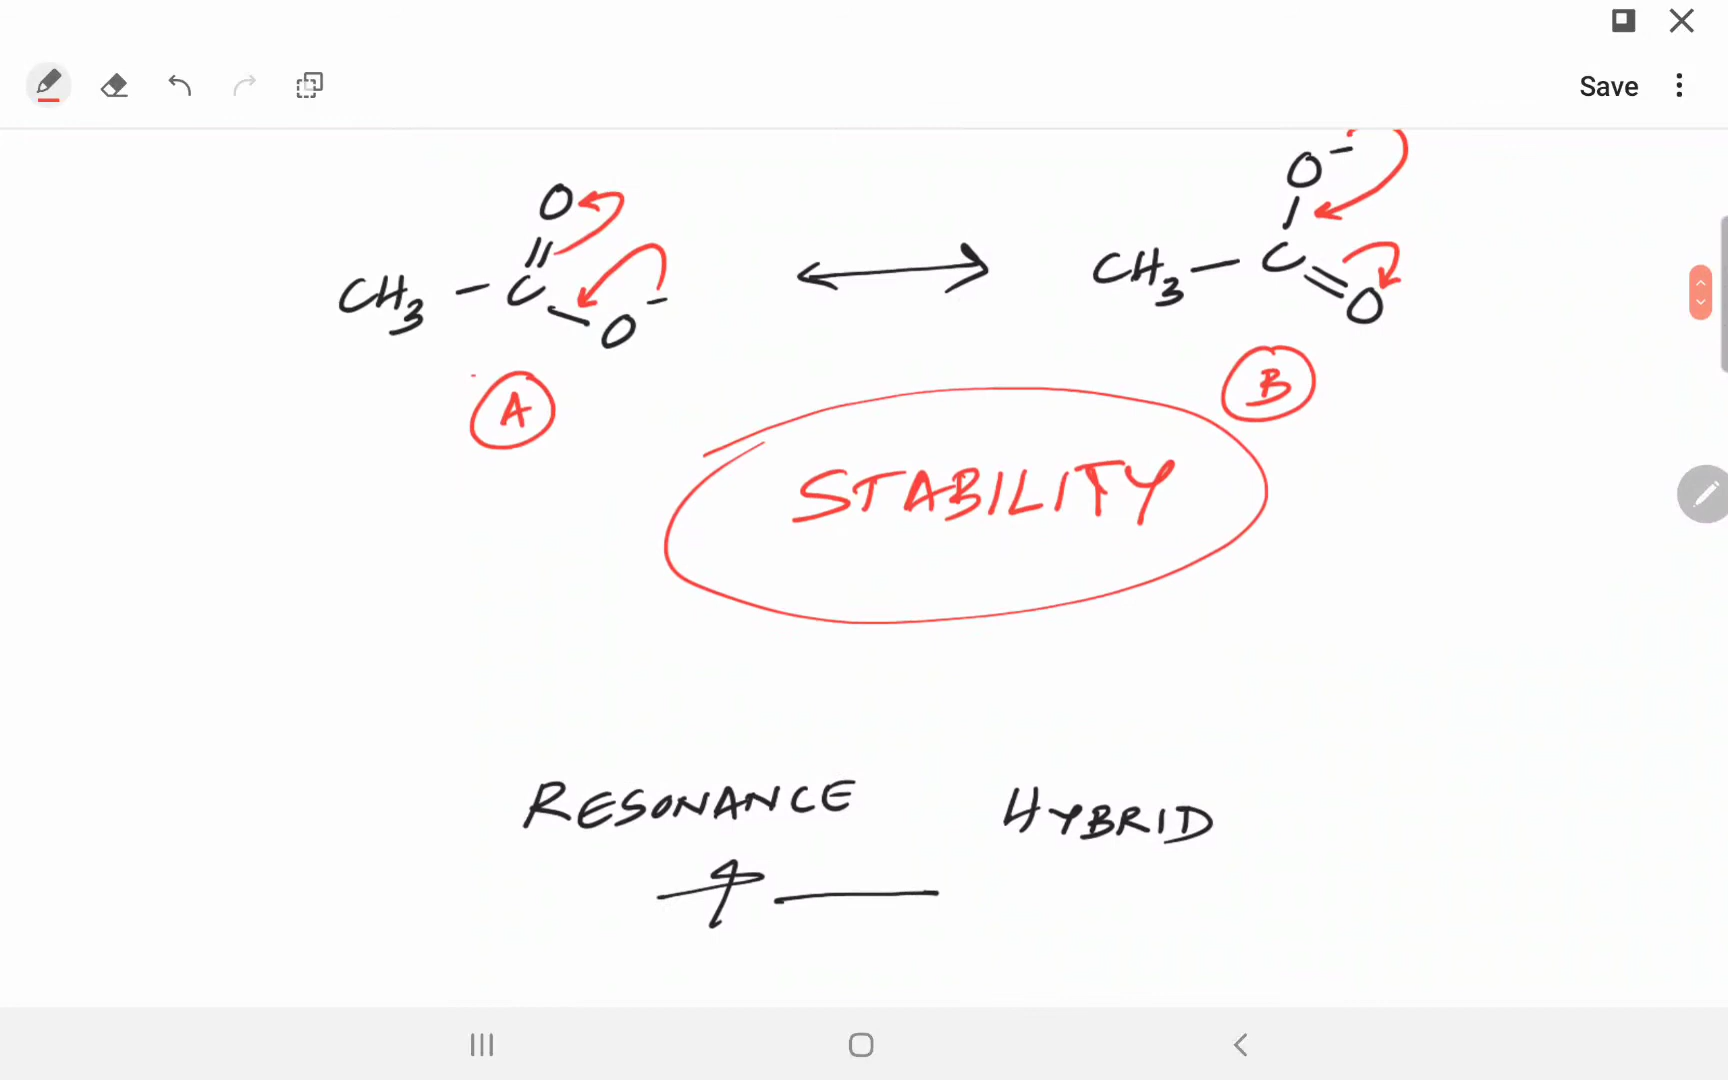 Save
O O⁻
CH₃ - C - O⁻ ⟷ CH₃ - C = O
A B
STABILITY
RESONANCE HYBRID